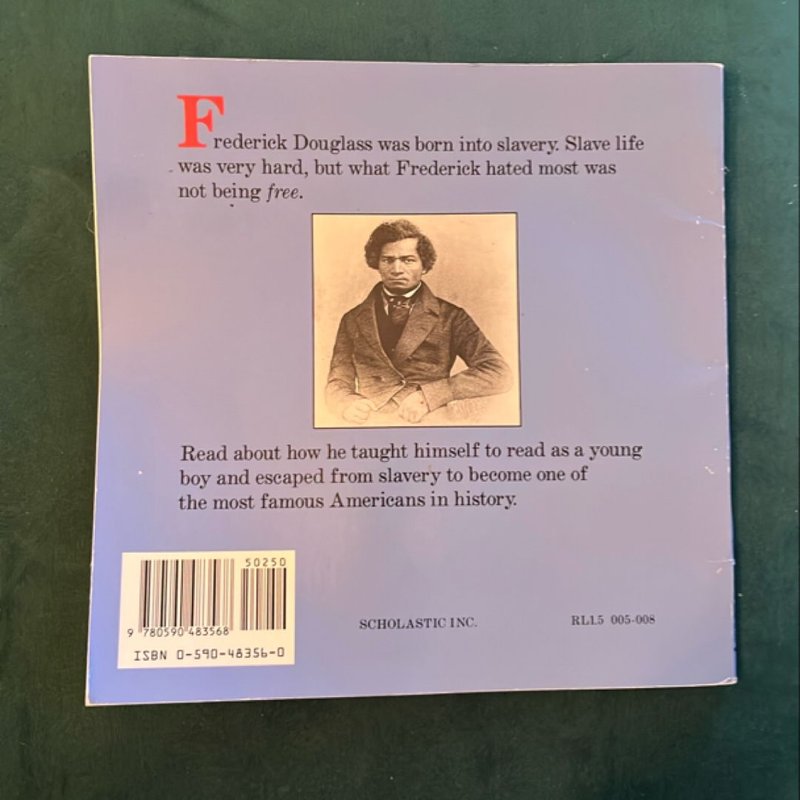 Frederick Douglass was born into slavery. Slave life
was very hard, but what Frederick hated most was
not being free.
Read about how he taught himself to read as a young
boy and escaped from slavery to become one of
the most famous Americans in history.
50250
9 780590 483568
ISBN 0-590-48356-0
SCHOLASTIC INC.
RL1.5 005-008